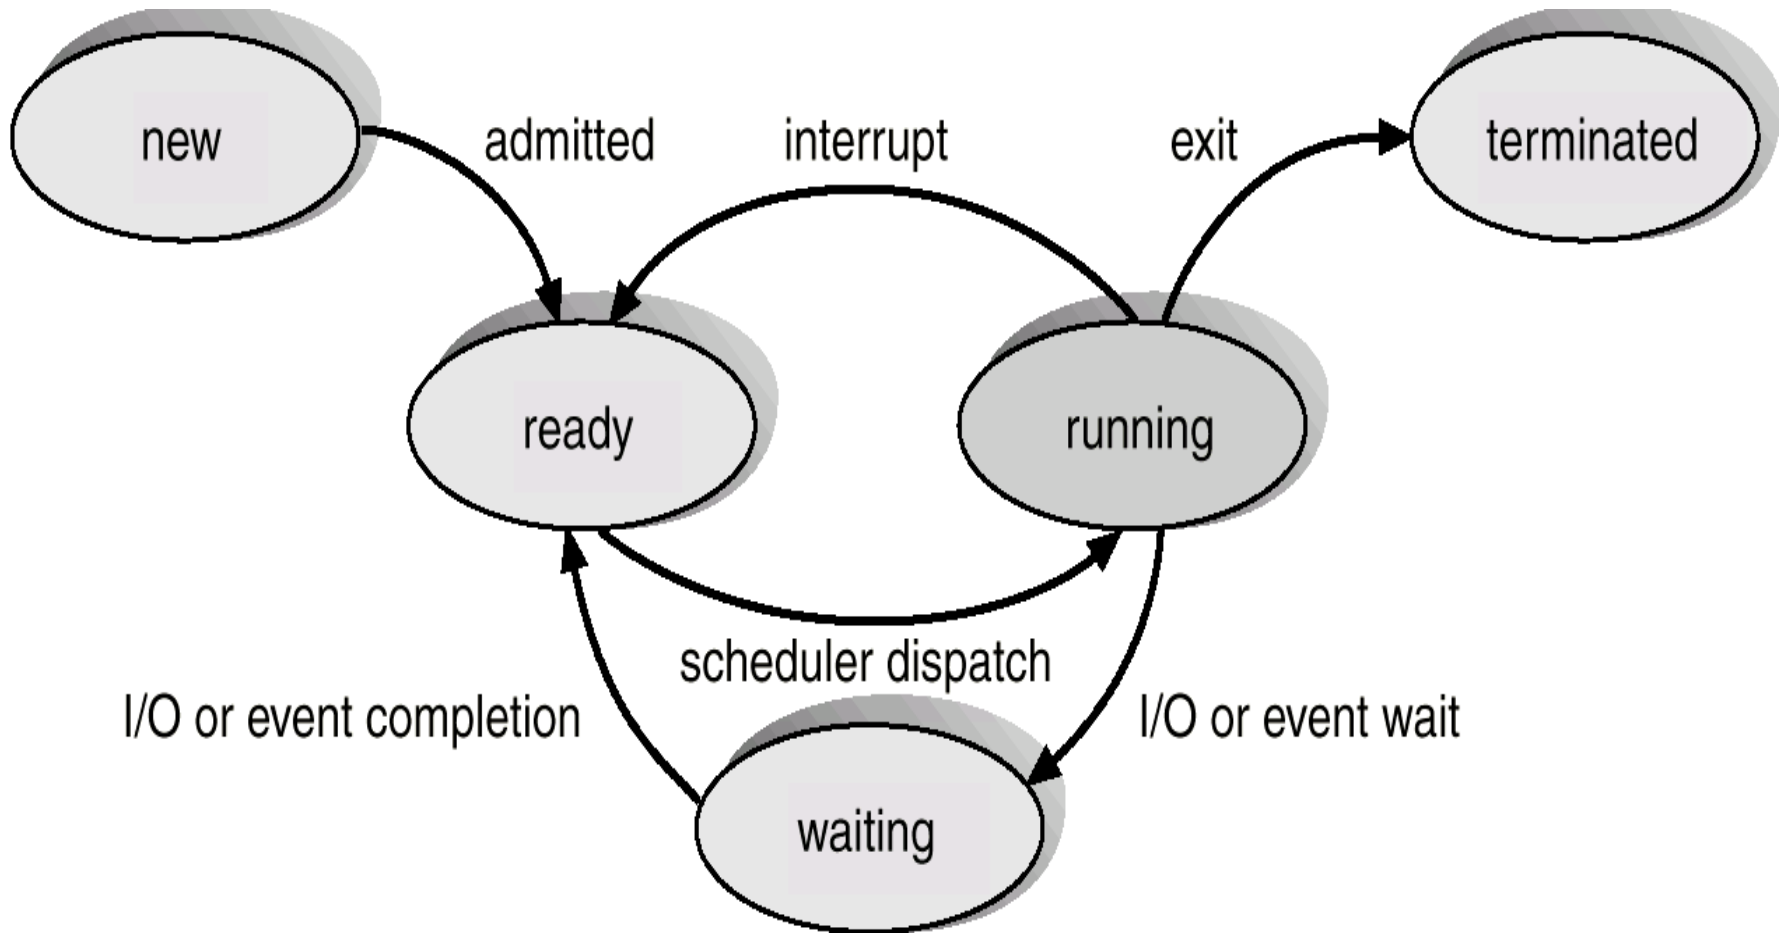 new
admitted
interrupt
exit
terminated
ready
running
scheduler dispatch
I/O or event completion
I/O or event wait
waiting